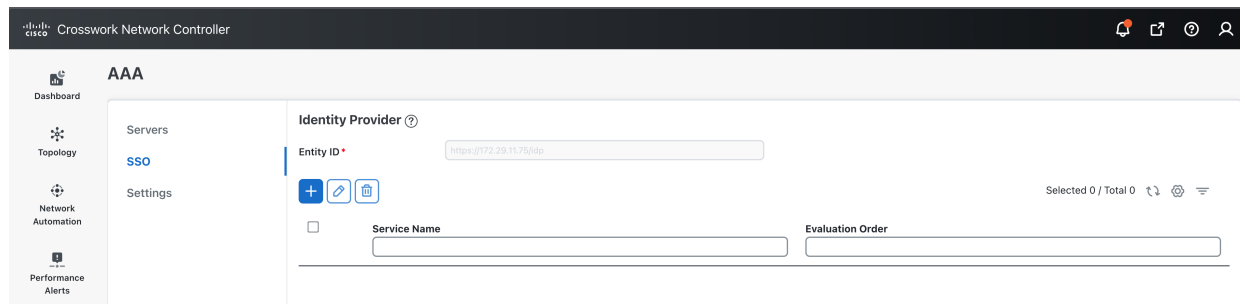 cisco Crosswork Network Controller
AAA
Dashboard
Topology
Network
Automation
Performance
Alerts
Servers
SSO
Settings
Identity Provider
Entity ID *
https://172.29.11.75/idp
Selected 0 / Total 0
Service Name
Evaluation Order